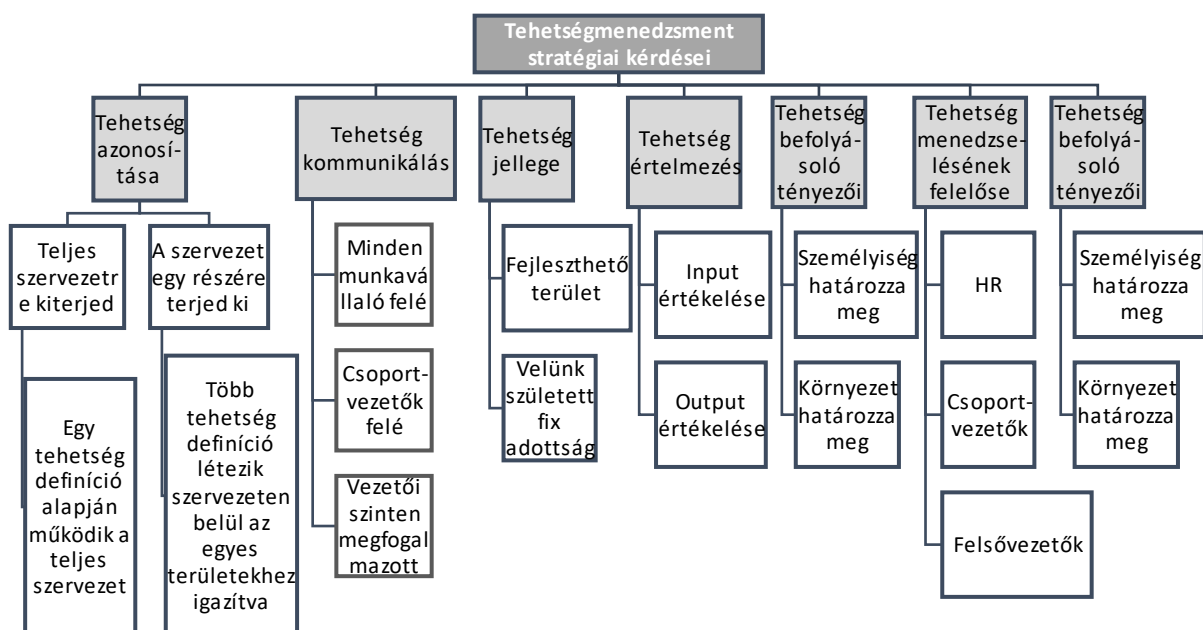 Tehetségmenedzsment
stratégiai kérdései
Tehetség
azonosí-
tása
Teljes
szervezetr
e kiterjed
Egy
tehetség
definíció
alapján
működik a
teljes
szervezet
A szervezet
egy részére
terjed ki
Több
tehetség
definíció
létezik
szervezeten
belül az
egyes
területekhez
igazítva
Tehetség
kommunikálás
Minden
munkavá
llaló felé
Csoport-
vezetők
felé
Vezetői
szinten
megfogal
mazott
Tehetség
jellege
Fejleszthető
terület
Velünk
született
fix
adottság
Tehetség
értelmezés
Input
értékelése
Output
értékelése
Tehetség
befolyá-
soló
tényezői
Személyiség
határozza
meg
Környezet
határozza
meg
Tehetség
menedzse-
lésének
felelőse
HR
Csoport-
vezetők
Felsővezetők
Tehetség
befolyá-
soló
tényezői
Személyiség
határozza
meg
Környezet
határozza
meg